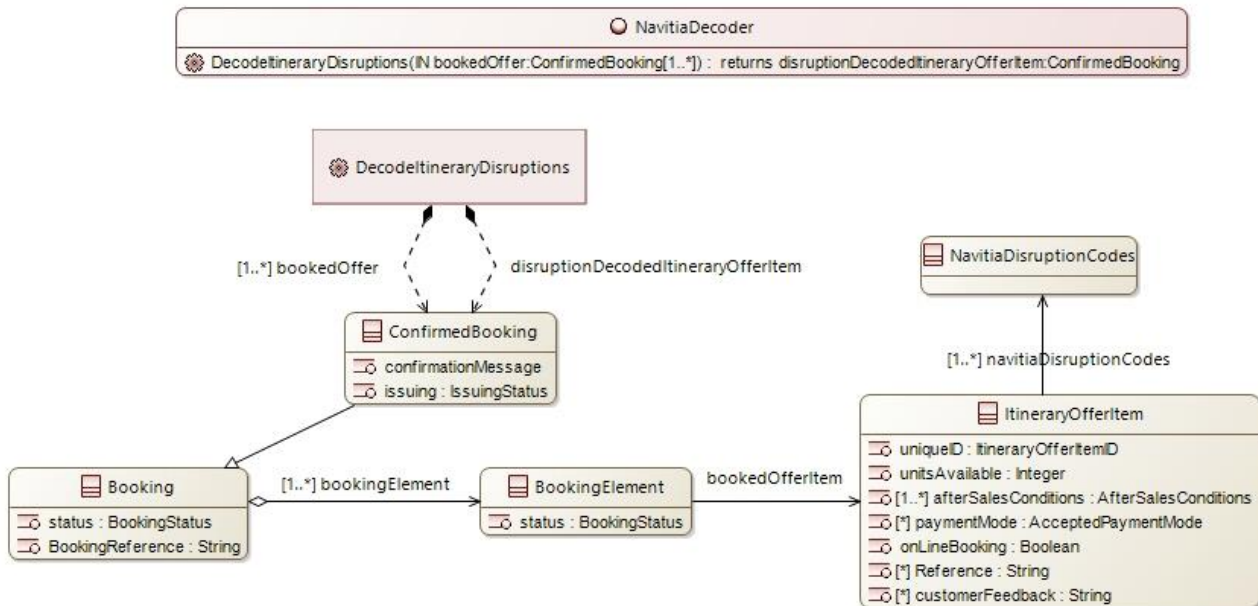 NavitiaDecoder
DecodeItineraryDisruptions(IN bookedOffer:ConfirmedBooking[1..*]) : returns disruptionDecodedItineraryOfferItem:ConfirmedBooking
DecodeItineraryDisruptions
[1..*] bookedOffer
disruptionDecodedItineraryOfferItem
NavitiaDisruptionCodes
ConfirmedBooking
confirmationMessage
issuing : IssuingStatus
[1..*] navitiaDisruptionCodes
ItineraryOfferItem
uniqueID : ItineraryOfferItemID
unitsAvailable : Integer
[1..*] afterSalesConditions : AfterSalesConditions
[*] paymentMode : AcceptedPaymentMode
onLineBooking : Boolean
[*] Reference : String
[*] customerFeedback : String
Booking
status : BookingStatus
BookingReference : String
[1..*] bookingElement
BookingElement
status : BookingStatus
bookedOfferItem